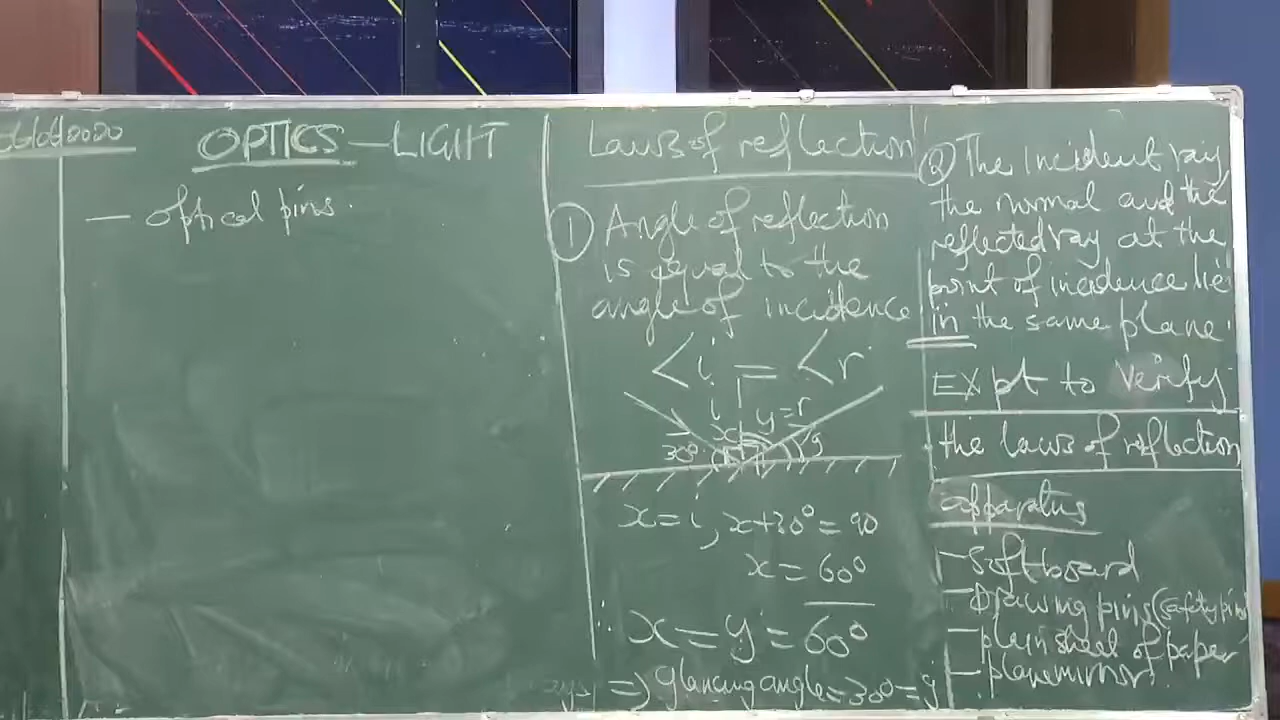 2020
OPTICS — LIGHT
— optical pins.
Laws of reflection
① Angle of reflection
is equal to the
angle of incidence
<i = <r
i
y=r
x
30°
g
x = i, x+30° = 90
x = 60°
∴ x = y = 60°
=> glancing angle = 30° = g
② The incident ray,
the normal and the
reflected ray at the
point of incidence lie
in the same plane.
EXpt to Verify
the laws of reflection
apparatus
— Softboard
— Drawing pins (safety pins)
— plain sheet of paper
— plane mirror.